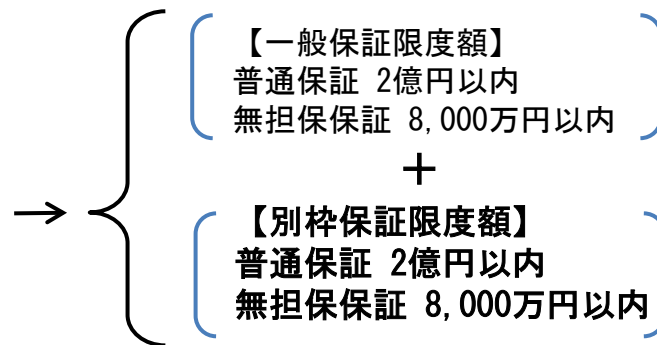 【一般保証限度額】
普通保証 2億円以内
無担保保証 8,000万円以内
＋
【別枠保証限度額】
普通保証 2億円以内
無担保保証 8,000万円以内